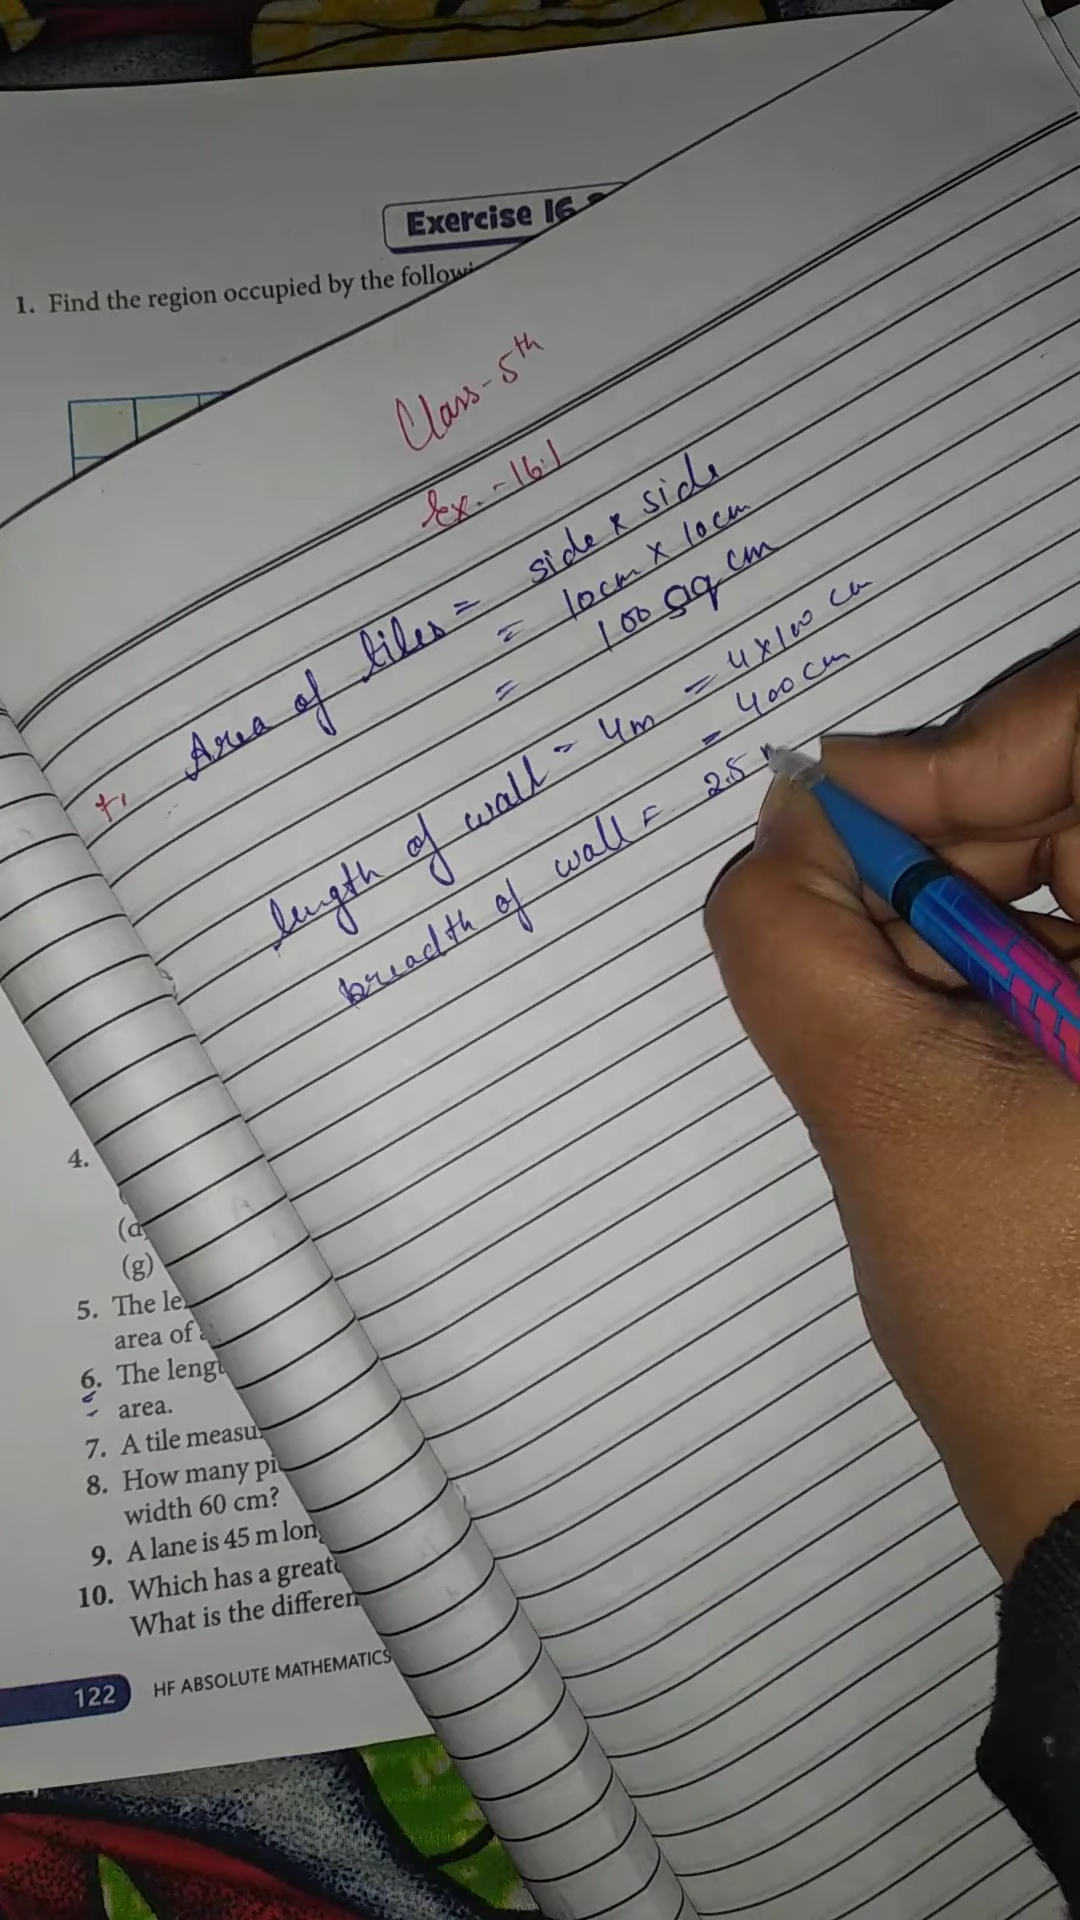 Exercise 16
1. Find the region occupied by the followi
Class - 5th
Ex. - 16.1
7. Area of tiles = side x side
= 10cm x 10cm
= 100 sq cm
length of wall = 4m = 4x100 cm
= 400 cm
breadth of wall = 2.5
4.
(d)
(g)
5. The le
area of
6. The lengt
area.
7. A tile measu
8. How many pi
width 60 cm?
9. A lane is 45 m lon
10. Which has a greate
What is the differen
122 HF ABSOLUTE MATHEMATICS